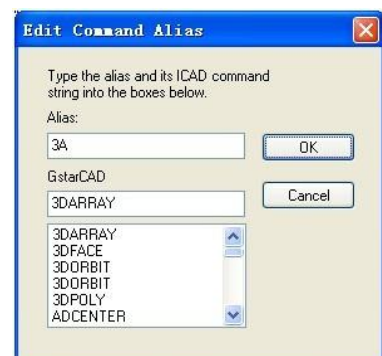 Edit Command Alias
Type the alias and its ICAD command
string into the boxes below.
Alias:
3A
OK
GstarCAD
3DARRAY
Cancel
3DARRAY
3DFACE
3DORBIT
3DORBIT
3DPOLY
ADCENTER